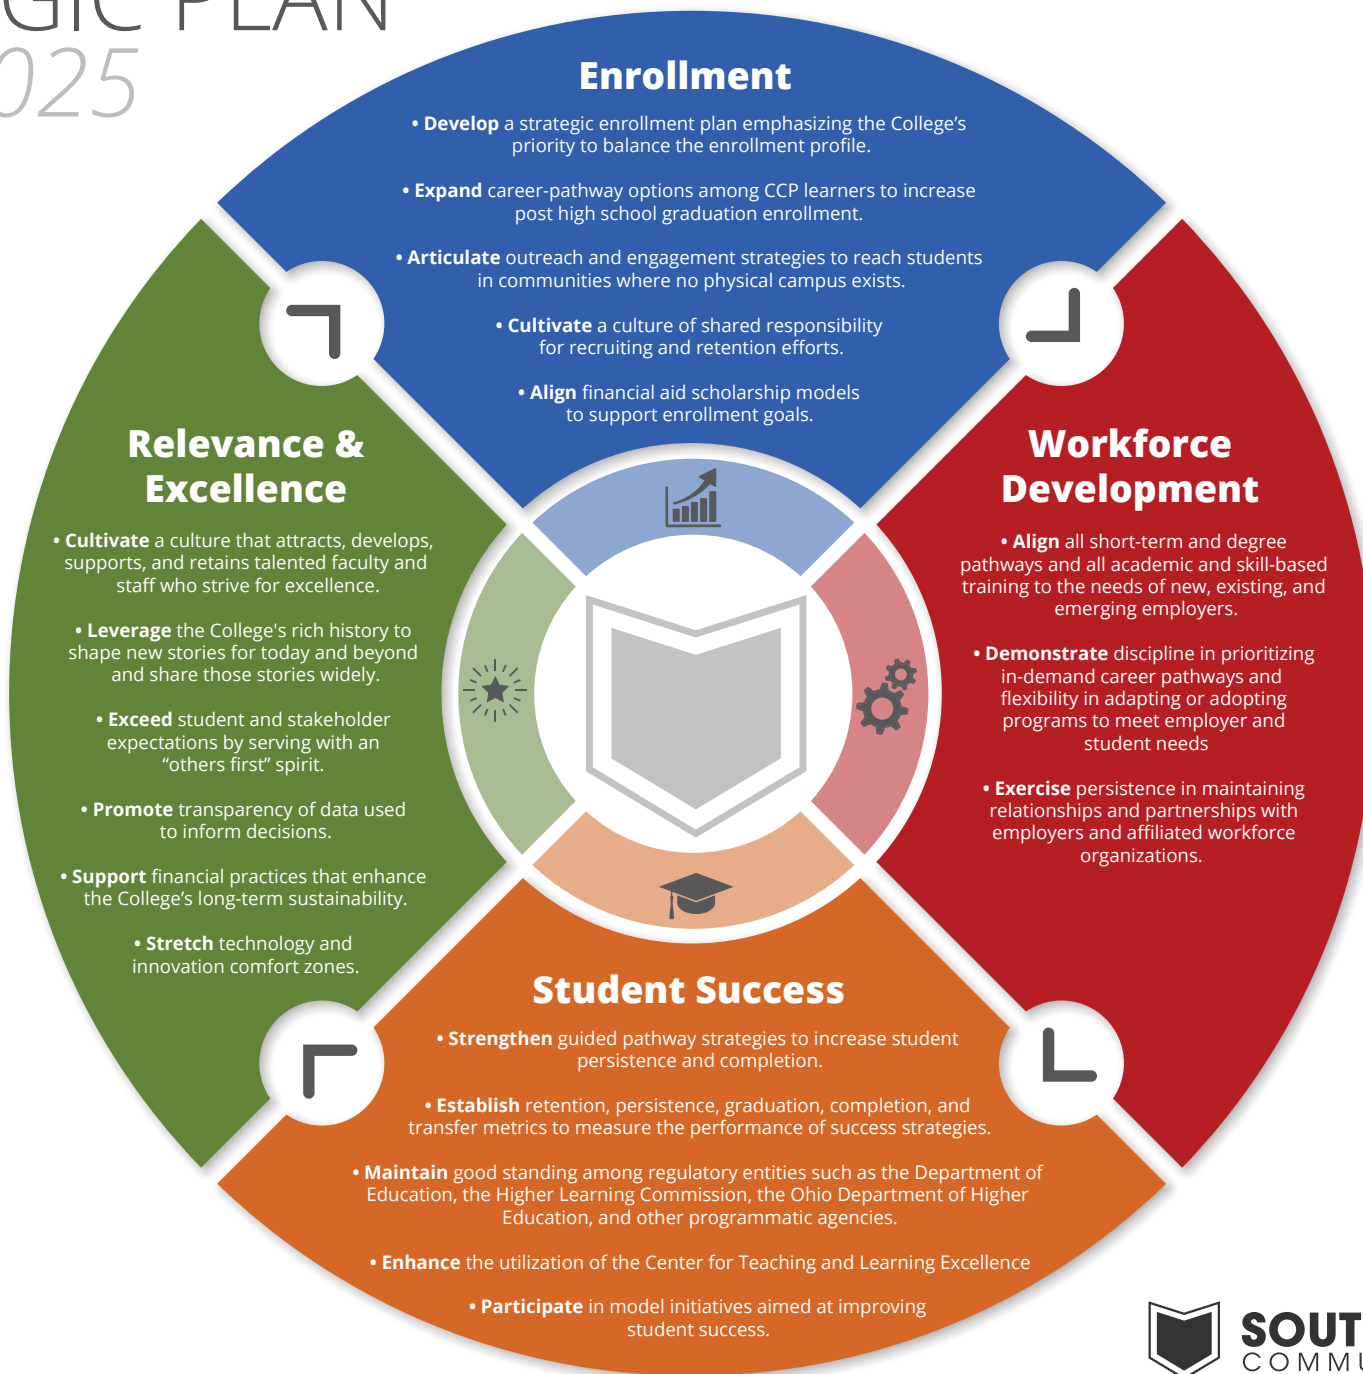 GIC PLAN
025
Enrollment
• Develop a strategic enrollment plan emphasizing the College’s
priority to balance the enrollment profile.
• Expand career-pathway options among CCP learners to increase
post high school graduation enrollment.
• Articulate outreach and engagement strategies to reach students
in communities where no physical campus exists.
• Cultivate a culture of shared responsibility
for recruiting and retention efforts.
• Align financial aid scholarship models
to support enrollment goals.
Relevance &
Excellence
• Cultivate a culture that attracts, develops,
supports, and retains talented faculty and
staff who strive for excellence.
• Leverage the College's rich history to
shape new stories for today and beyond
and share those stories widely.
• Exceed student and stakeholder
expectations by serving with an
“others first” spirit.
• Promote transparency of data used
to inform decisions.
• Support financial practices that enhance
the College’s long-term sustainability.
• Stretch technology and
innovation comfort zones.
Workforce
Development
• Align all short-term and degree
pathways and all academic and skill-based
training to the needs of new, existing, and
emerging employers.
• Demonstrate discipline in prioritizing
in-demand career pathways and
flexibility in adapting or adopting
programs to meet employer and
student needs
• Exercise persistence in maintaining
relationships and partnerships with
employers and affiliated workforce
organizations.
Student Success
• Strengthen guided pathway strategies to increase student
persistence and completion.
• Establish retention, persistence, graduation, completion, and
transfer metrics to measure the performance of success strategies.
• Maintain good standing among regulatory entities such as the Department of
Education, the Higher Learning Commission, the Ohio Department of Higher
Education, and other programmatic agencies.
• Enhance the utilization of the Center for Teaching and Learning Excellence
• Participate in model initiatives aimed at improving
student success.
SOUT
COMMU